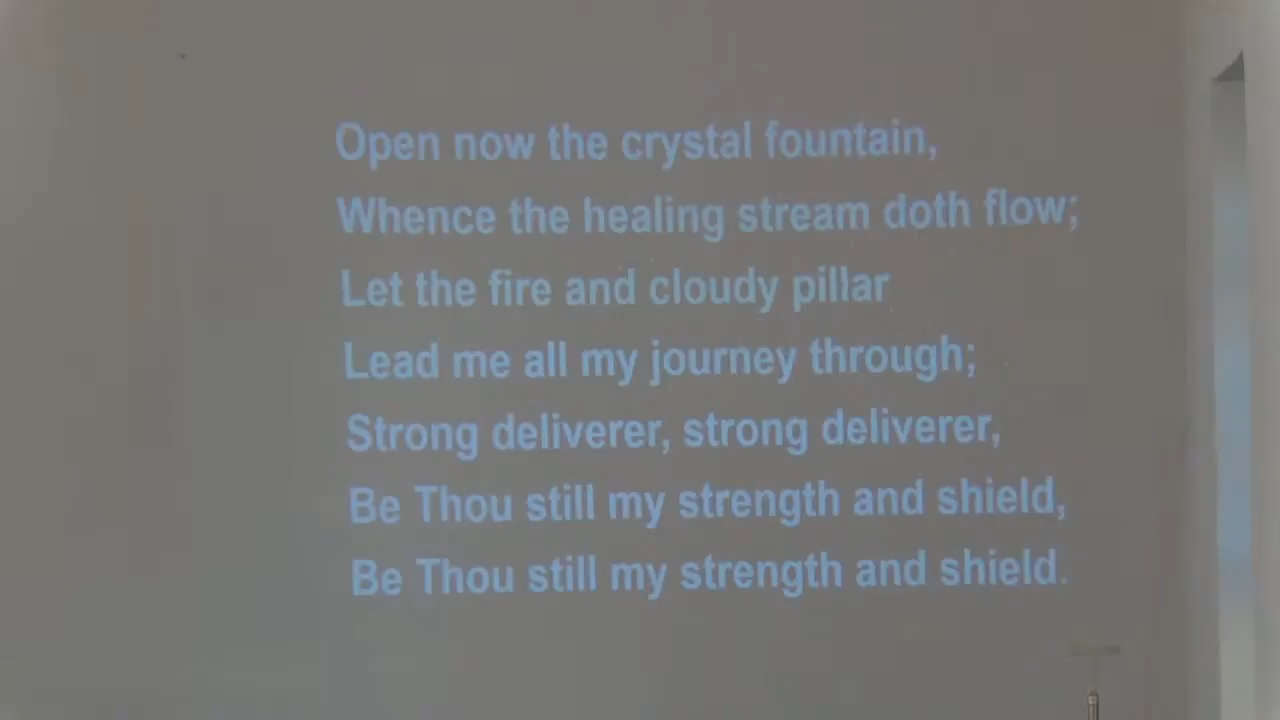 Open now the crystal fountain,
Whence the healing stream doth flow;
Let the fire and cloudy pillar
Lead me all my journey through;
Strong deliverer, strong deliverer,
Be Thou still my strength and shield,
Be Thou still my strength and shield.